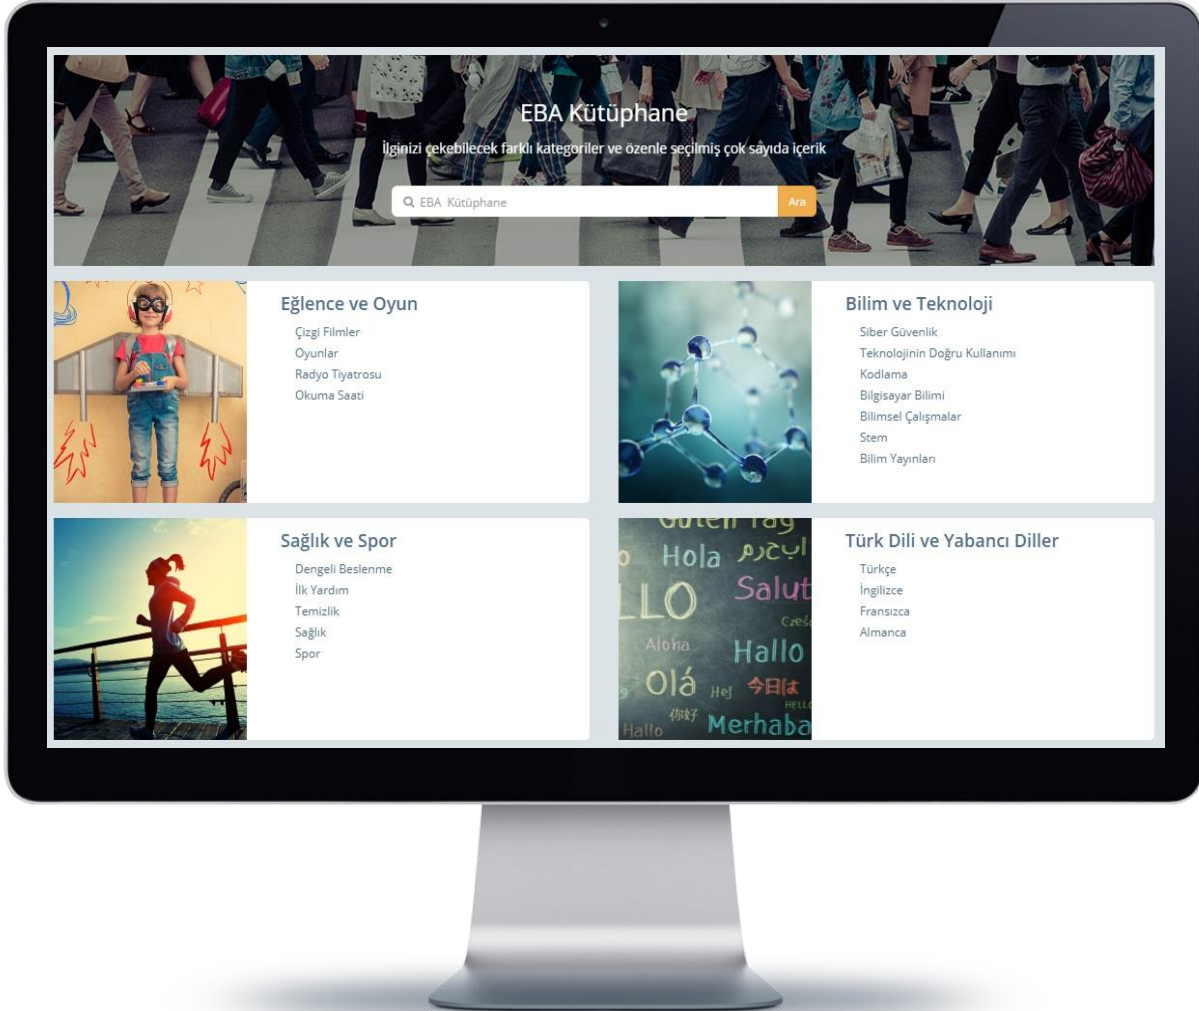 EBA Kütüphane
İlginizi çekebilecek farklı kategoriler ve özenle seçilmiş çok sayıda içerik
EBA Kütüphane
Ara
Eğlence ve Oyun
Çizgi Filmler
Oyunlar
Radyo Tiyatrosu
Okuma Saati
Bilim ve Teknoloji
Siber Güvenlik
Teknolojinin Doğru Kullanımı
Kodlama
Bilgisayar Bilimi
Bilimsel Çalışmalar
Stem
Bilim Yayınları
Sağlık ve Spor
Dengeli Beslenme
İlk Yardım
Temizlik
Sağlık
Spor
Guten Tag
Hola
LLO
Salut
Aloha
Hallo
Olá
Hej
今日は
HELLO
你好
Hallo
Merhaba
Türk Dili ve Yabancı Diller
Türkçe
İngilizce
Fransızca
Almanca